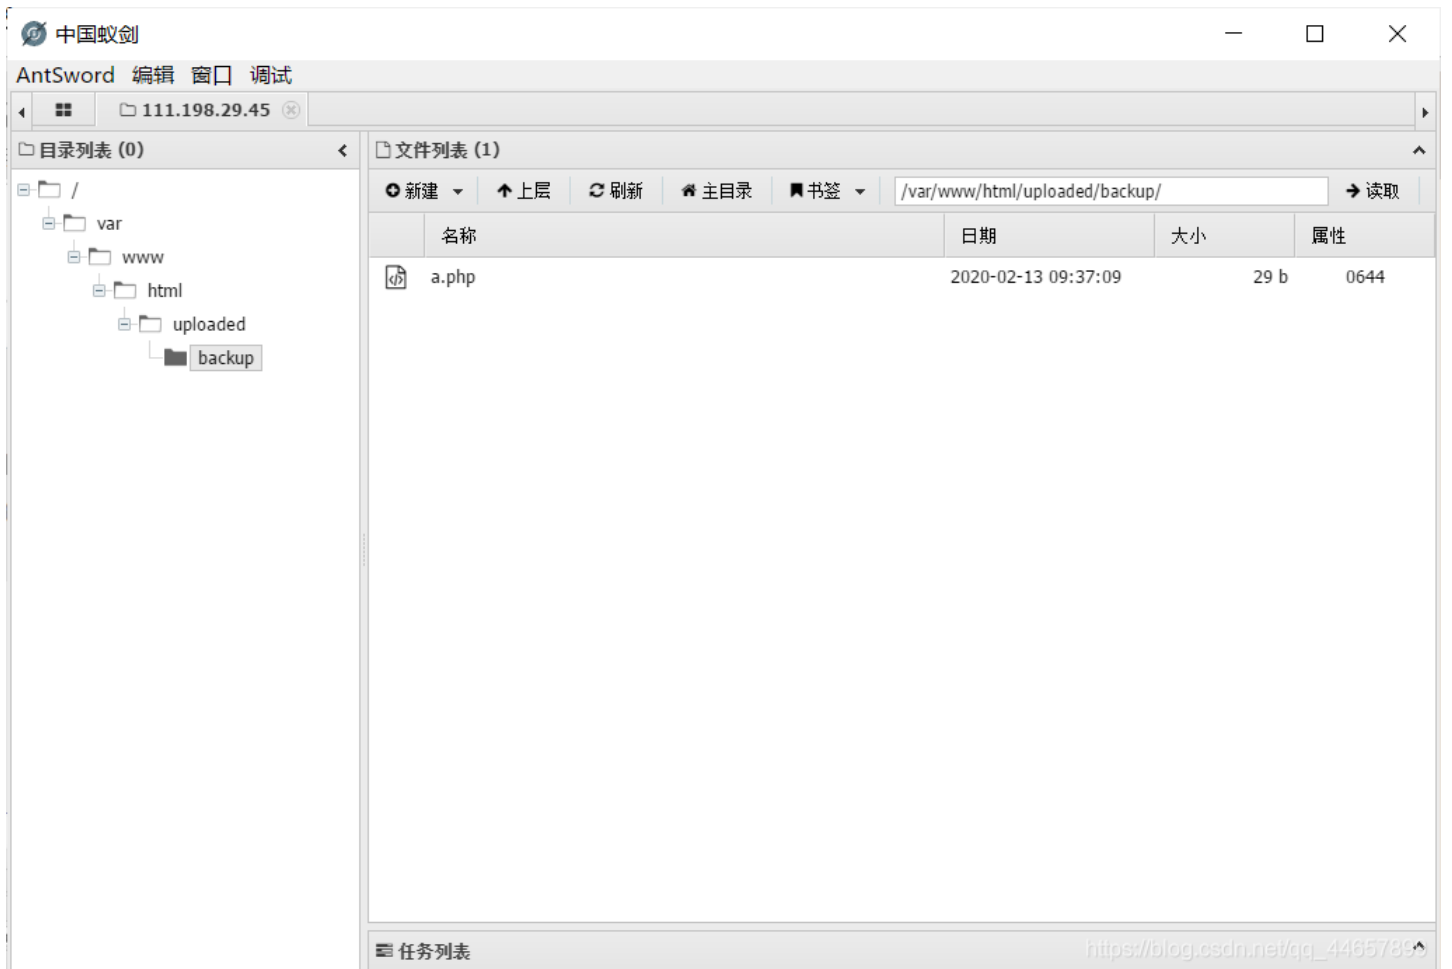 中国蚁剑
AntSword 编辑 窗口 调试
111.198.29.45
目录列表 (0)
文件列表 (1)
新建 上层 刷新 主目录 书签 /var/www/html/uploaded/backup/ 读取
/
var
www
html
uploaded
backup
名称 日期 大小 属性
a.php 2020-02-13 09:37:09 29 b 0644
任务列表